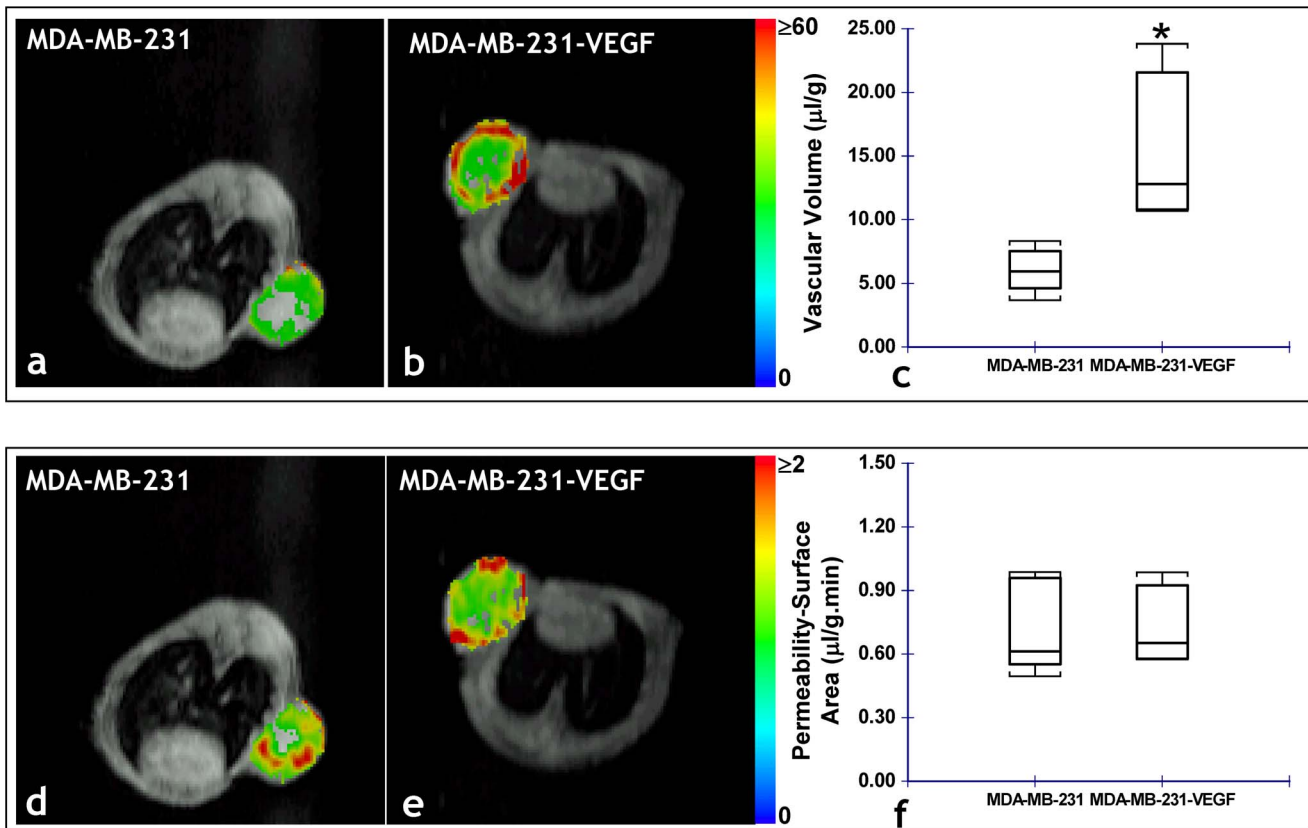 MDA-MB-231
a
MDA-MB-231-VEGF
b
≥60
0
Vascular Volume (μl/g)
25.00
20.00
15.00
10.00
5.00
0.00
*
MDA-MB-231 MDA-MB-231-VEGF
c
MDA-MB-231
d
MDA-MB-231-VEGF
e
≥2
0
Permeability-Surface
Area (μl/g.min)
1.50
1.20
0.90
0.60
0.30
0.00
MDA-MB-231 MDA-MB-231-VEGF
f